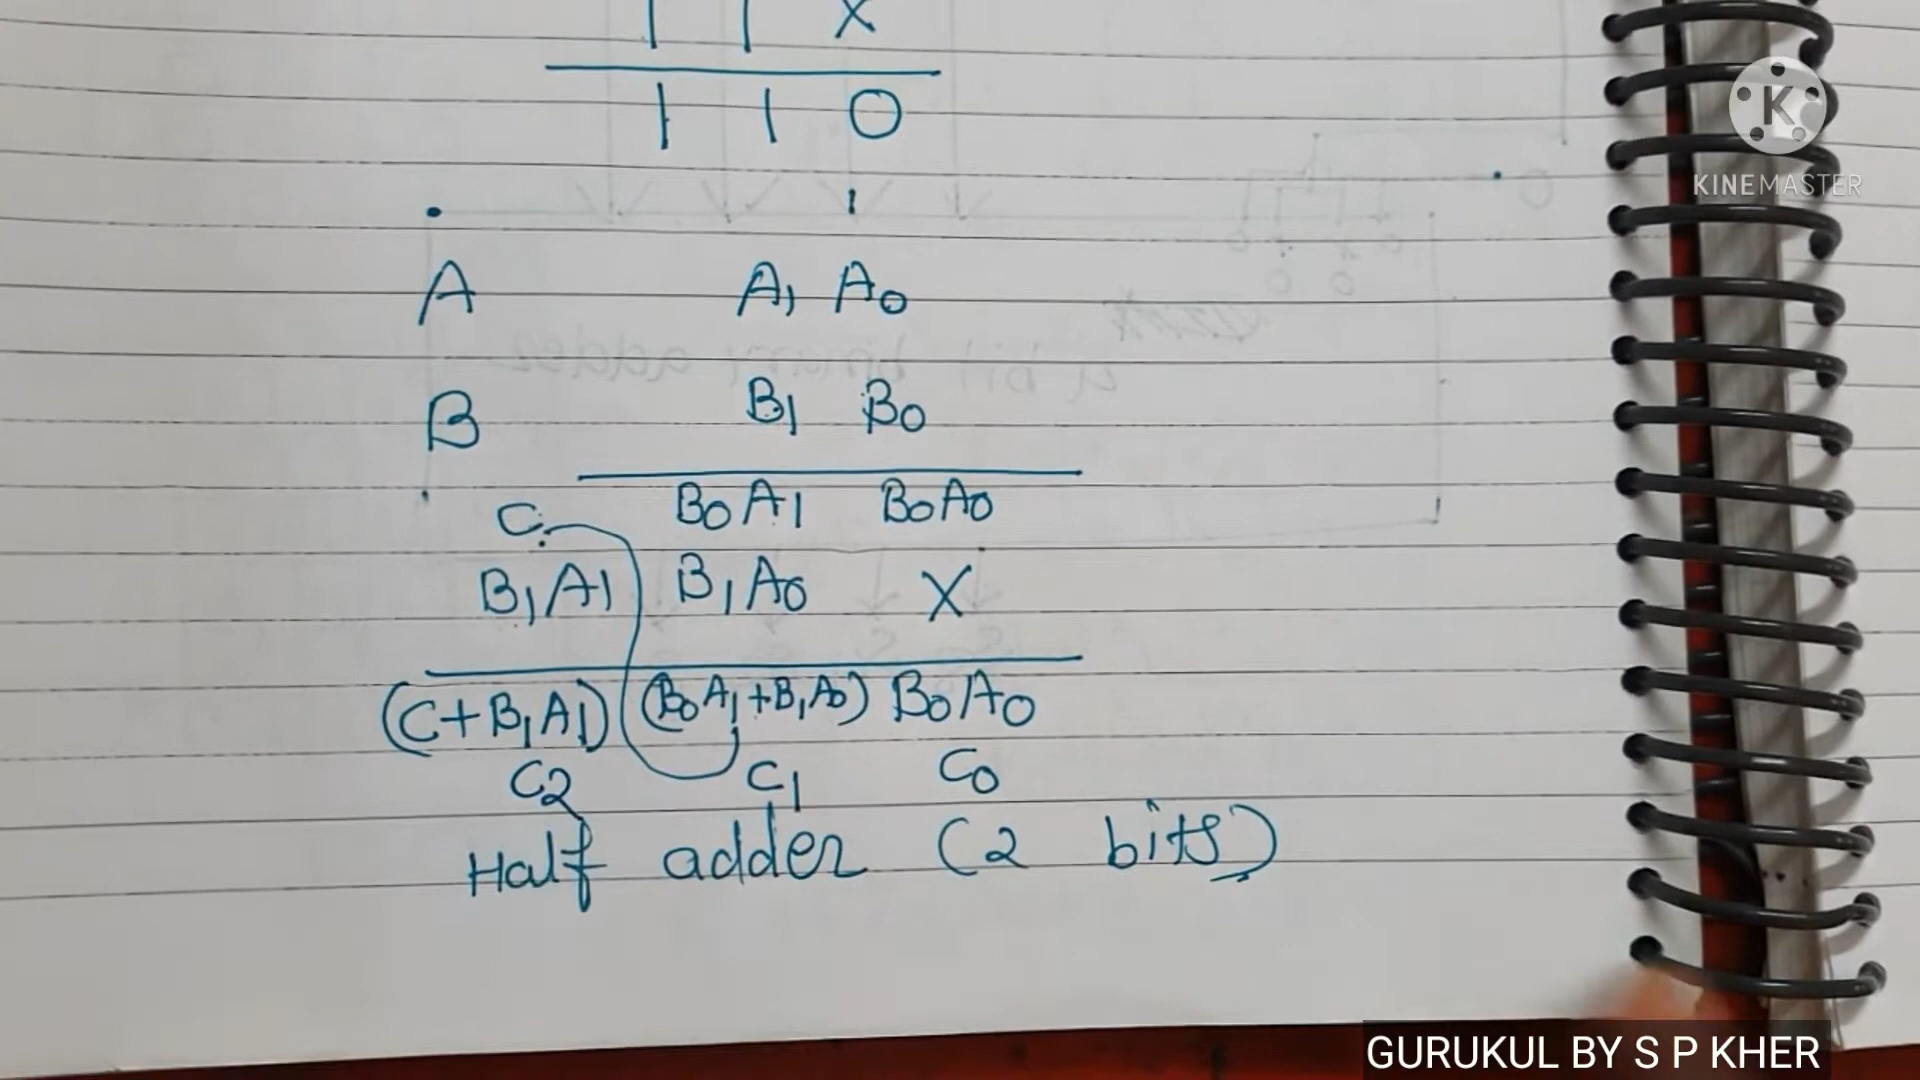 1 1 X
1 1 0
A A1 A0
B B1 B0
C B0A1 B0A0
B1A1 B1A0 X
(C+B1A1) (B0A1+B1A0) B0A0
C2 C1 C0
Half adder (2 bits)
K
KINEMASTER
GURUKUL BY S P KHER